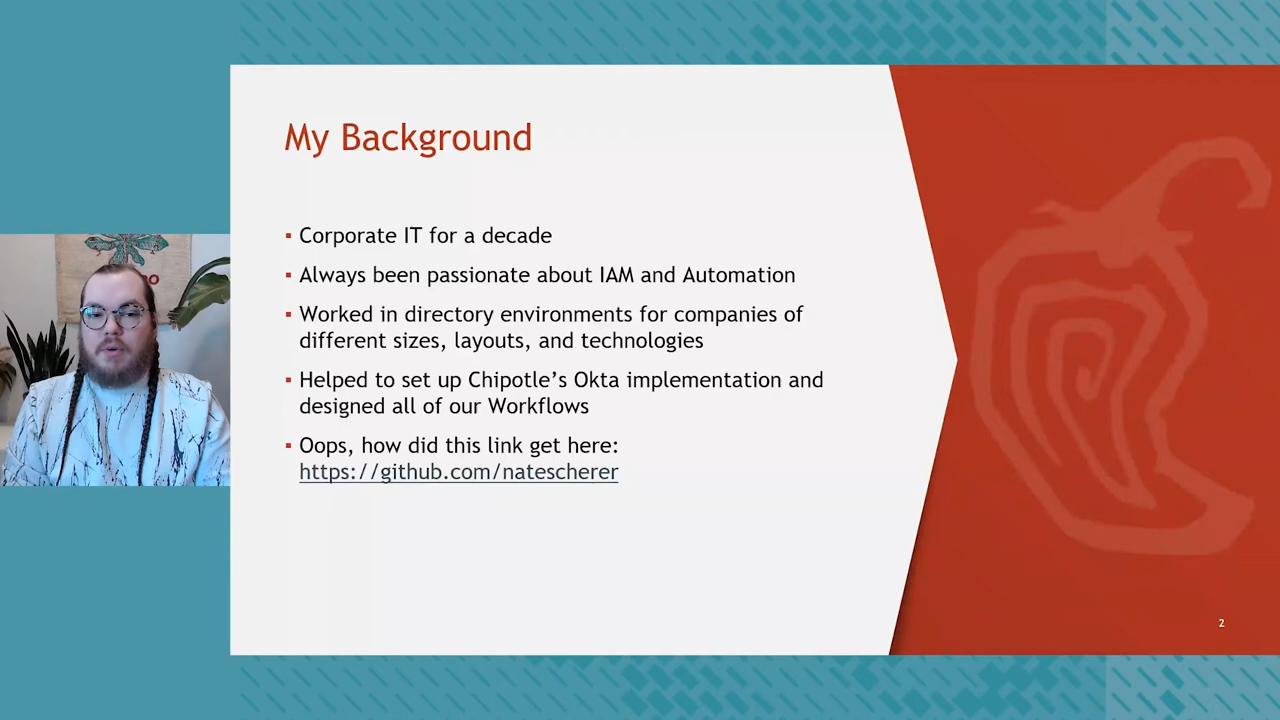 My Background
▪ Corporate IT for a decade
▪ Always been passionate about IAM and Automation
▪ Worked in directory environments for companies of
different sizes, layouts, and technologies
▪ Helped to set up Chipotle’s Okta implementation and
designed all of our Workflows
▪ Oops, how did this link get here:
https://github.com/natescherer
2